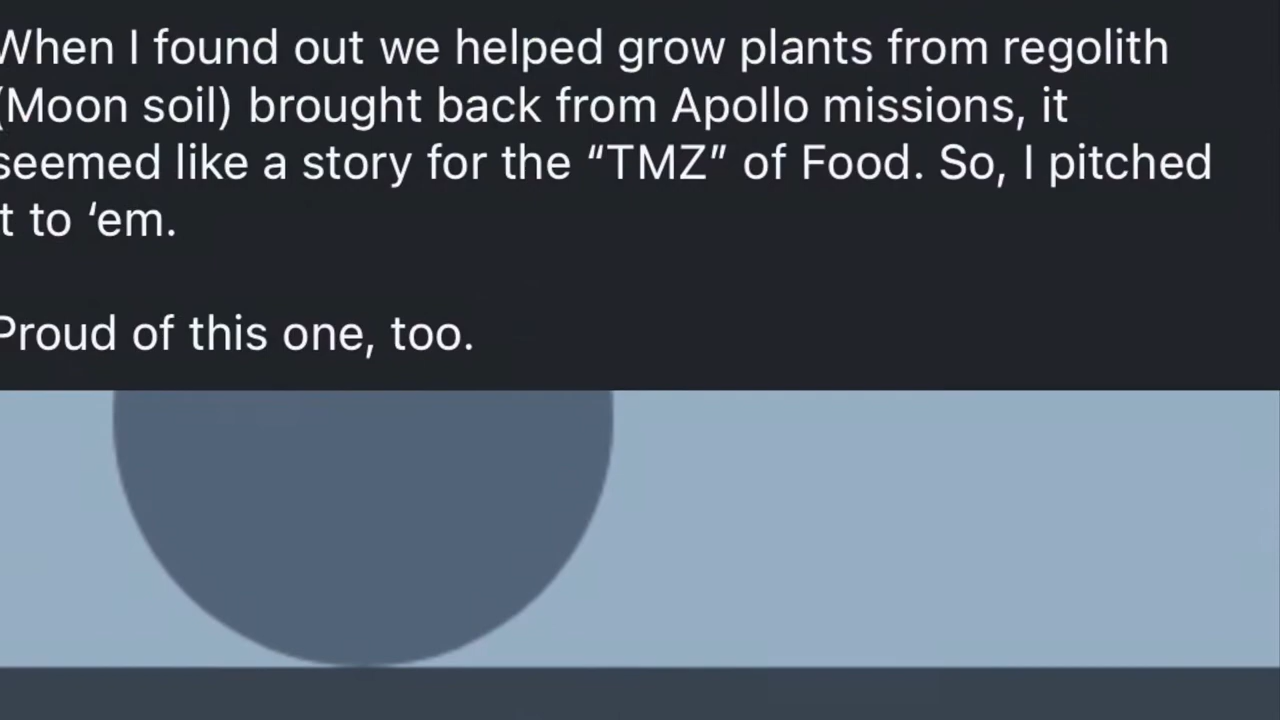 When I found out we helped grow plants from regolith
(Moon soil) brought back from Apollo missions, it
seemed like a story for the “TMZ” of Food. So, I pitched
it to ‘em.
Proud of this one, too.